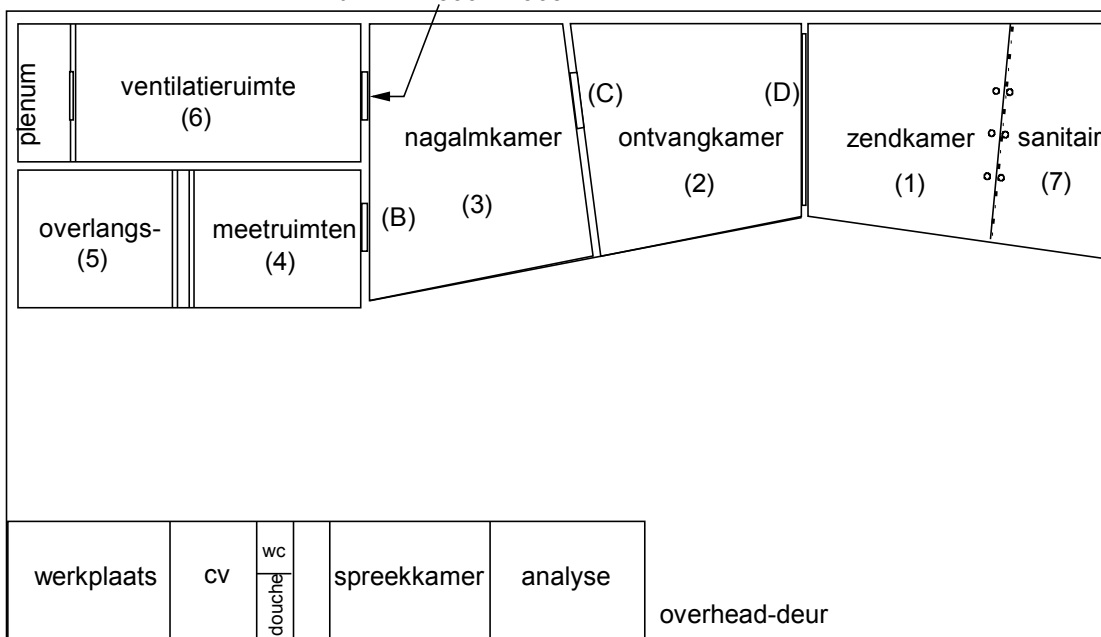 plenum
ventilatieruimte
(6)
nagalmkamer
(3)
(C)
ontvangkamer
(2)
(D)
zendkamer
(1)
sanitair
(7)
overlangs-
(5)
meetruimten
(4)
(B)
werkplaats
cv
wc
douche
spreekkamer
analyse
overhead-deur